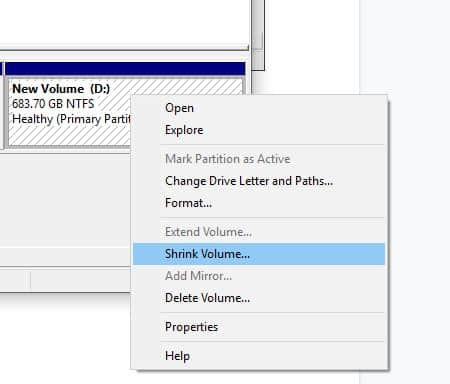 New Volume  (D:)
683.70 GB NTFS
Healthy (Primary Partit
Open
Explore
Mark Partition as Active
Change Drive Letter and Paths...
Format...
Extend Volume...
Shrink Volume...
Add Mirror...
Delete Volume...
Properties
Help